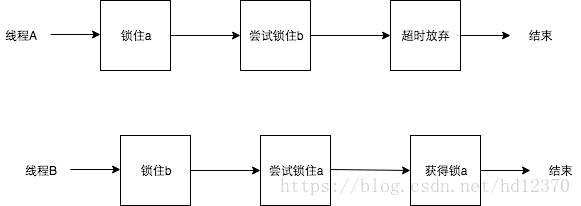 线程A 锁住a 尝试锁住b 超时放弃 结束
线程B 锁住b 尝试锁住a 获得锁a 结束
https://blog.csdn.net/hd12370